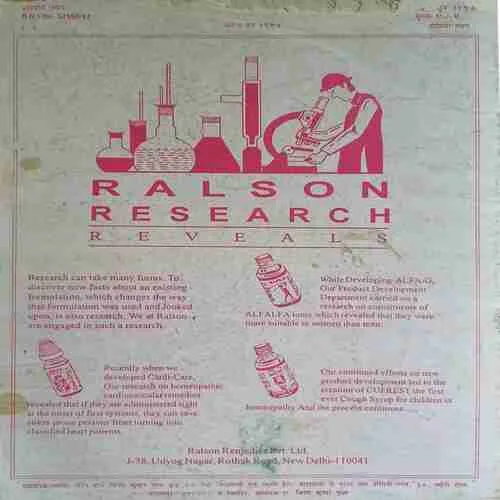 RALSON
RESEARCH
REVEALS
Research can take many forms. To
discover new facts about an existing
formulation, which changes the way
that formulation was used and looked
upon, is also research. We at Ralson
are engaged in such a research.
While Developing ALFA-G,
Our Product Development
Department carried on a
research on constituents of
ALFALFA tonic which revealed that they were
more suitable to women than men.
Recently when we
developed Cardi-Care,
Our research on homeopathic
cardiovascular remedies
revealed that if they are administered right
at the onset of first systems, they can save
stress prone persons from turning into
classified heart patients.
Our continued efforts on new
product development led to the
creation of CUFREST the first
ever Cough Syrup for children in
homeopathy And the process continues
Ralson Remedies Pvt. Ltd.
J-38, Udyog Nagar, Rohtak Road, New Delhi-110041